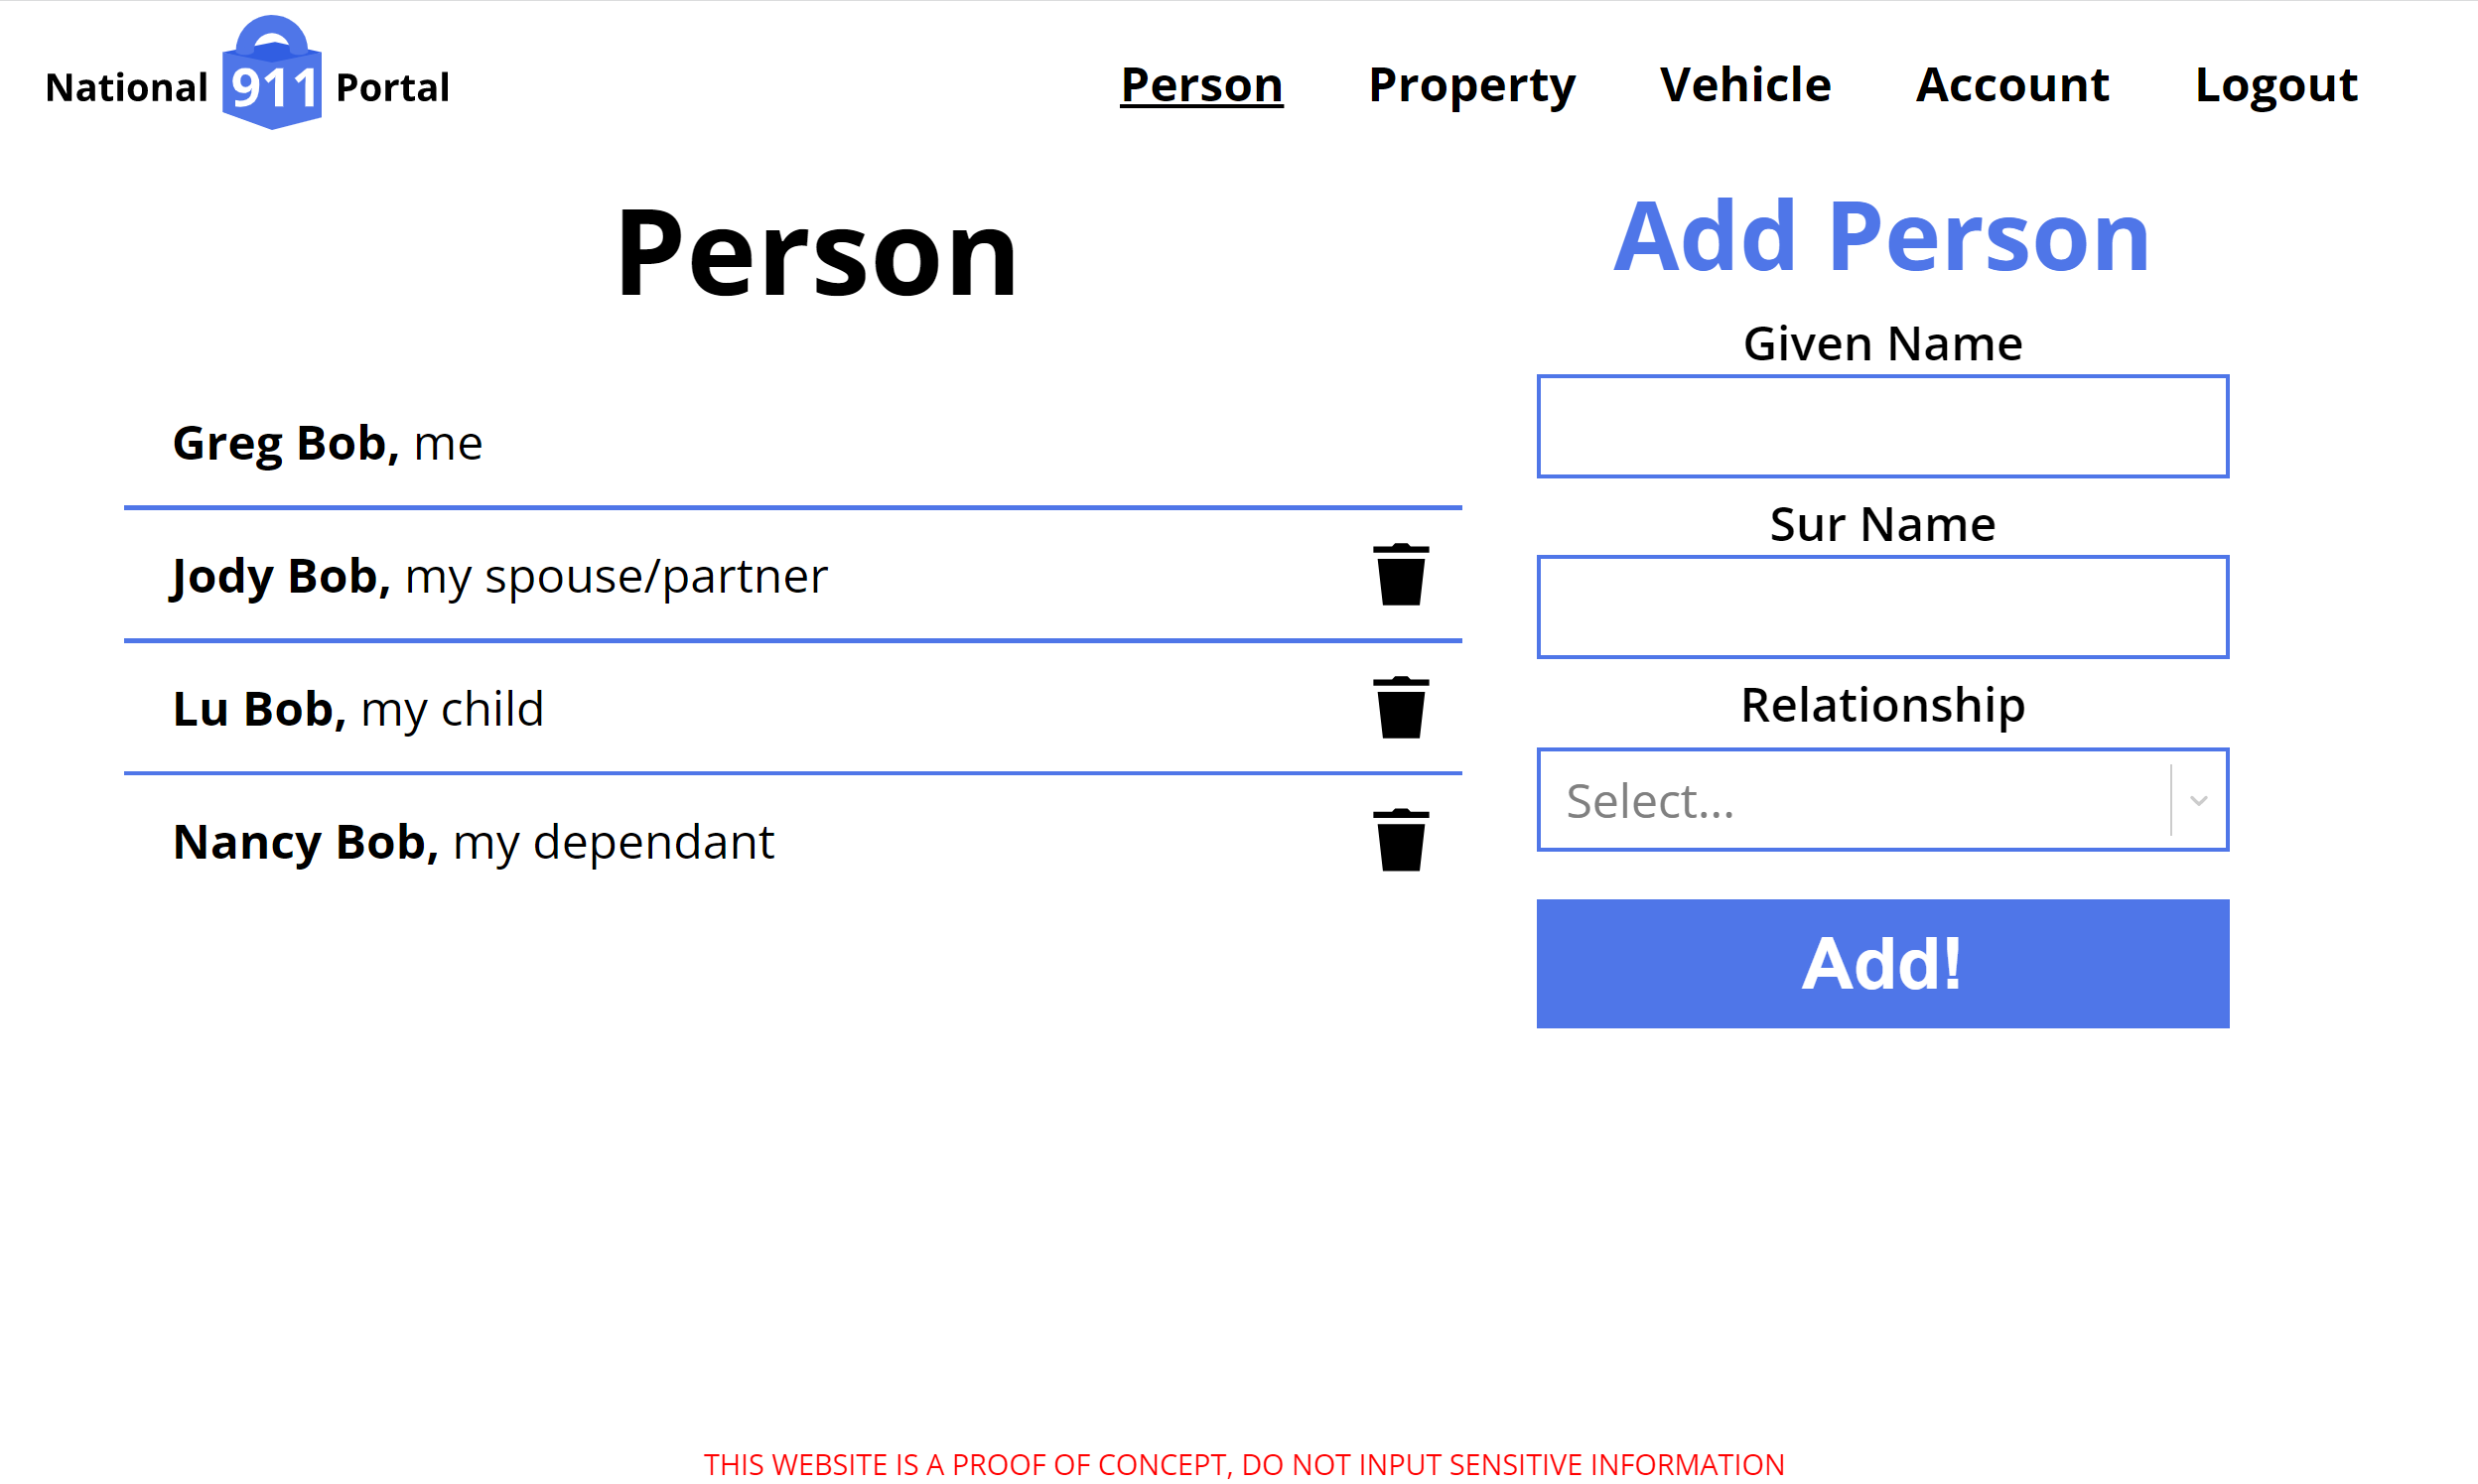 National 911 Portal
Person Property Vehicle Account Logout
Person
Greg Bob, me
Jody Bob, my spouse/partner
Lu Bob, my child
Nancy Bob, my dependant
Add Person
Given Name
Sur Name
Relationship
Select...
Add!
THIS WEBSITE IS A PROOF OF CONCEPT, DO NOT INPUT SENSITIVE INFORMATION